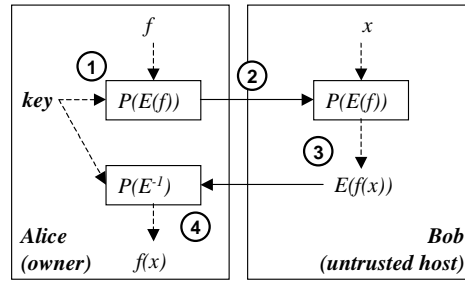 f
x
1
2
key
P(E(f))
P(E(f))
3
P(E⁻¹)
E(f(x))
4
Alice
(owner)
f(x)
Bob
(untrusted host)